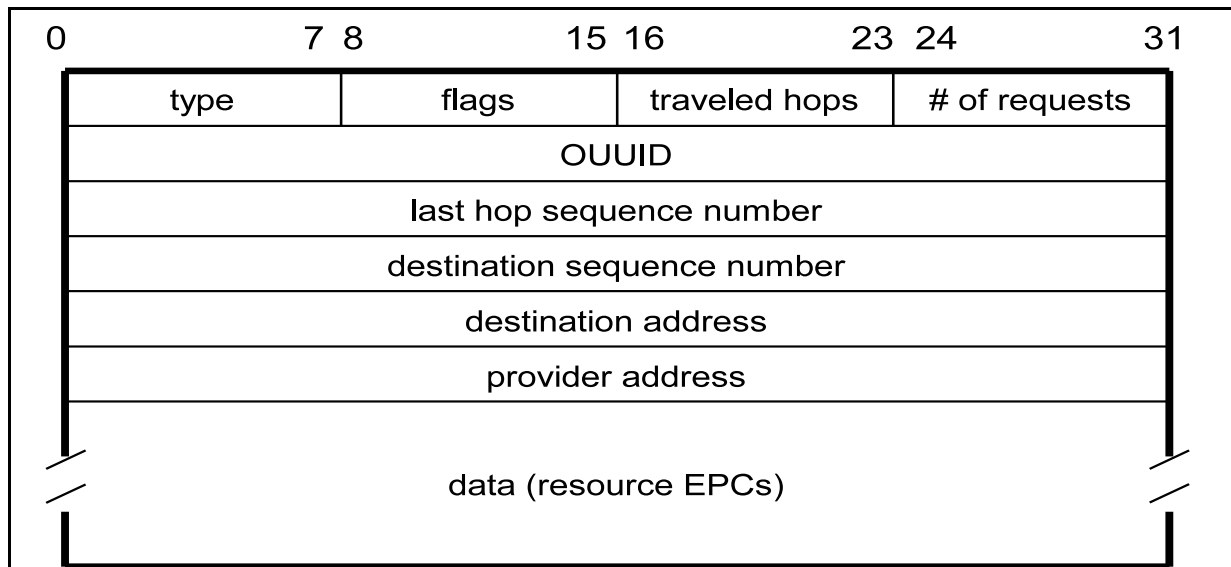 0 7 8 15 16 23 24 31
type flags traveled hops # of requests
OUUID
last hop sequence number
destination sequence number
destination address
provider address
data (resource EPCs)